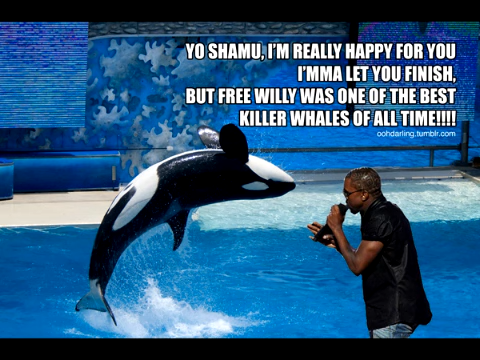 YO SHAMU, I'M REALLY HAPPY FOR YOU
I'MMA LET YOU FINISH,
BUT FREE WILLY WAS ONE OF THE BEST
KILLER WHALES OF ALL TIME!!!!
oohdarling.tumblr.com